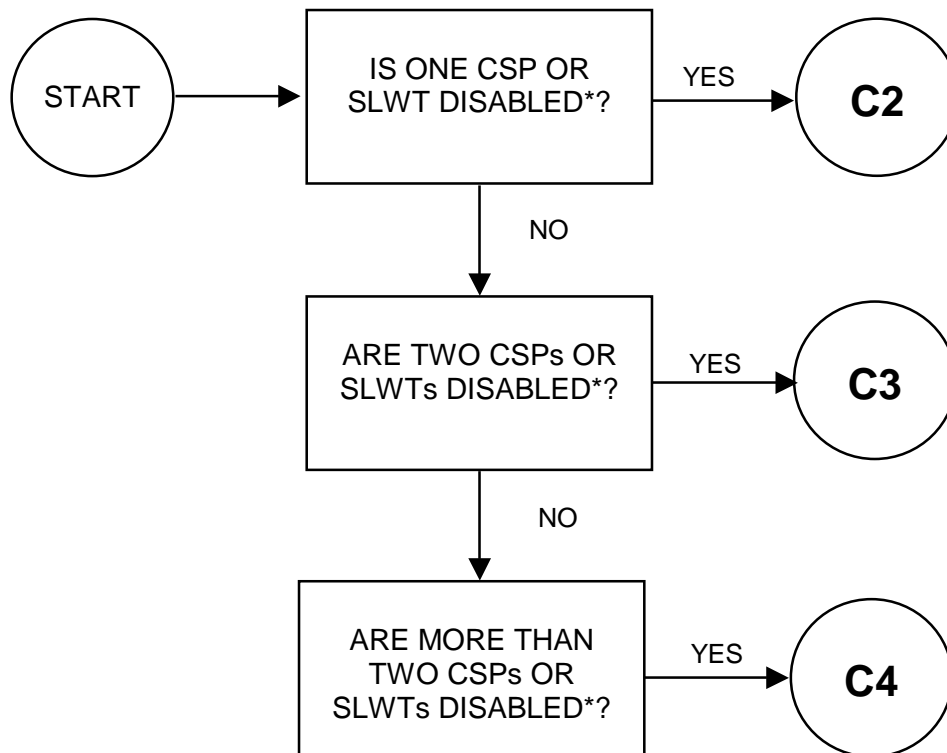 START
IS ONE CSP OR
SLWT DISABLED*?
YES
C2
NO
ARE TWO CSPs OR
SLWTs DISABLED*?
YES
C3
NO
ARE MORE THAN
TWO CSPs OR
SLWTs DISABLED*?
YES
C4